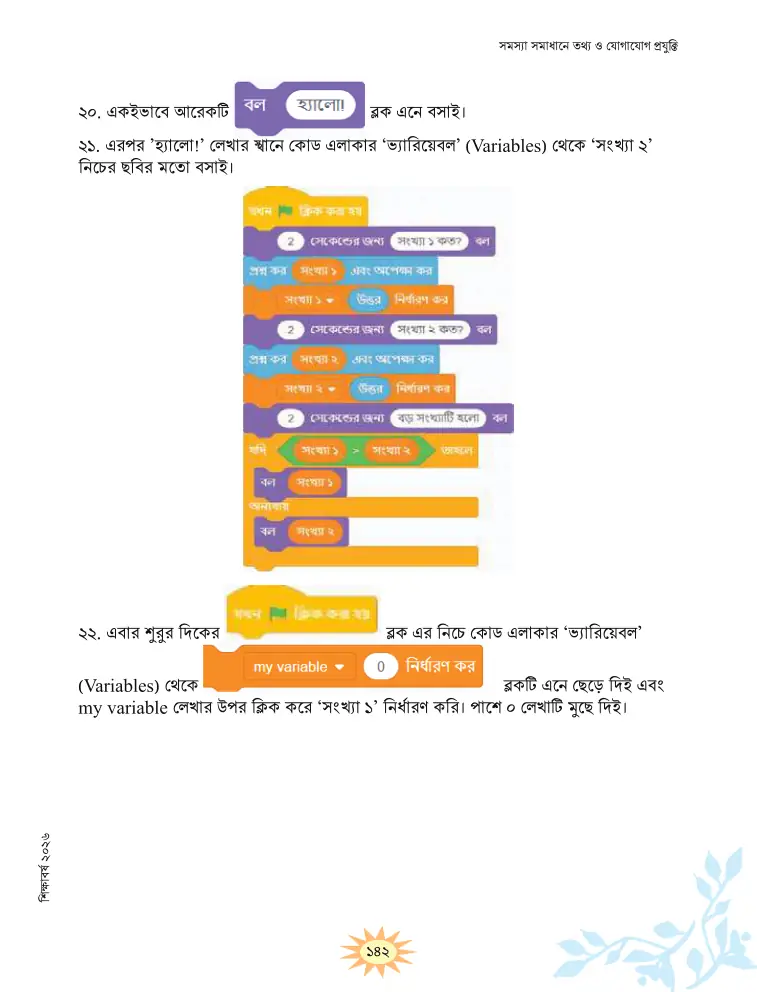 সমস্যা সমাধানে তথ্য ও যোগাযোগ প্রযুক্তি
২০. একইভাবে আরেকটি বল হ্যালো! ব্লক এনে বসাই।
২১. এরপর ’হ্যালো!’ লেখার স্থানে কোড এলাকার ‘ভ্যারিয়েবল’ (Variables) থেকে ‘সংখ্যা ২’
নিচের ছবির মতো বসাই।
যখন ক্লিক করা হয়
2 সেকেন্ডের জন্য সংখ্যা ১ কত? বল
প্রশ্ন কর সংখ্যা ১ এবং অপেক্ষা কর
সংখ্যা ১ উত্তর নির্ধারণ কর
2 সেকেন্ডের জন্য সংখ্যা ২ কত? বল
প্রশ্ন কর সংখ্যা ২ এবং অপেক্ষা কর
সংখ্যা ২ উত্তর নির্ধারণ কর
2 সেকেন্ডের জন্য বড় সংখ্যাটি হলো বল
যদি সংখ্যা ১ > সংখ্যা ২ তাহলে
বল সংখ্যা ১
অন্যথায়
বল সংখ্যা ২
২২. এবার শুরুর দিকের যখন ক্লিক করা হয় ব্লক এর নিচে কোড এলাকার ‘ভ্যারিয়েবল’
(Variables) থেকে my variable 0 নির্ধারণ কর ব্লকটি এনে ছেড়ে দিই এবং
my variable লেখার উপর ক্লিক করে ‘সংখ্যা ১’ নির্ধারণ করি। পাশে ০ লেখাটি মুছে দিই।
শিক্ষাবর্ষ ২০২৬
১৪২